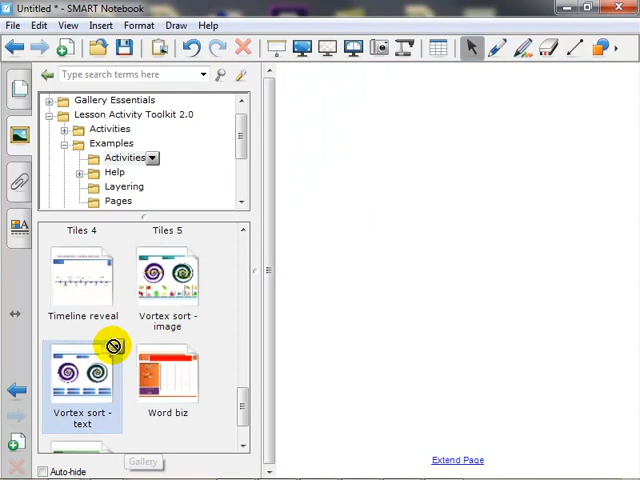 Untitled * - SMART Notebook
File Edit View Insert Format Draw Help
Type search terms here
Gallery Essentials
Lesson Activity Toolkit 2.0
Activities
Examples
Activities
Help
Layering
Pages
Tiles 4 Tiles 5
Timeline reveal
Vortex sort -
image
Vortex sort -
text
Word biz
Gallery
Auto-hide
Extend Page